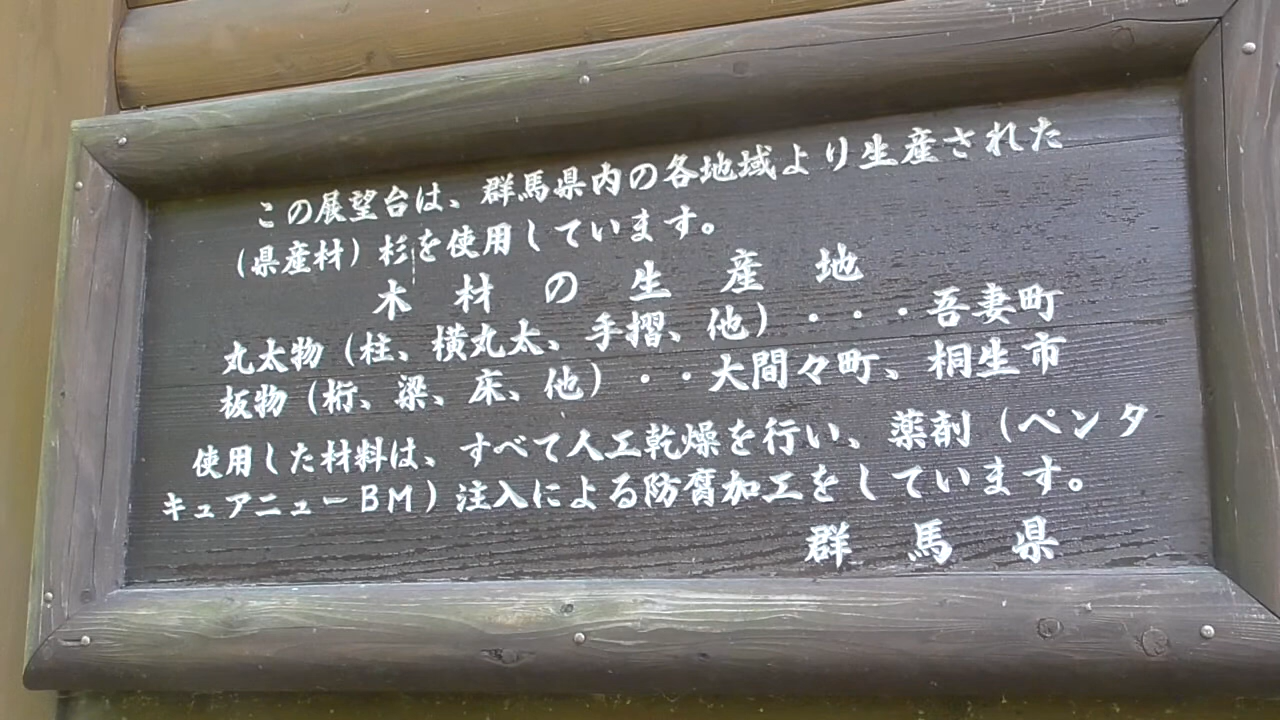 この展望台は、群馬県内の各地域より生産された
（県産材）杉を使用しています。
木材の生産地
丸太物（柱、横丸太、手摺、他）・・・吾妻町
板物（桁、梁、床、他）・・大間々町、桐生市
使用した材料は、すべて人工乾燥を行い、薬剤（ペンタ
キュアニューＢＭ）注入による防腐加工をしています。
群馬県